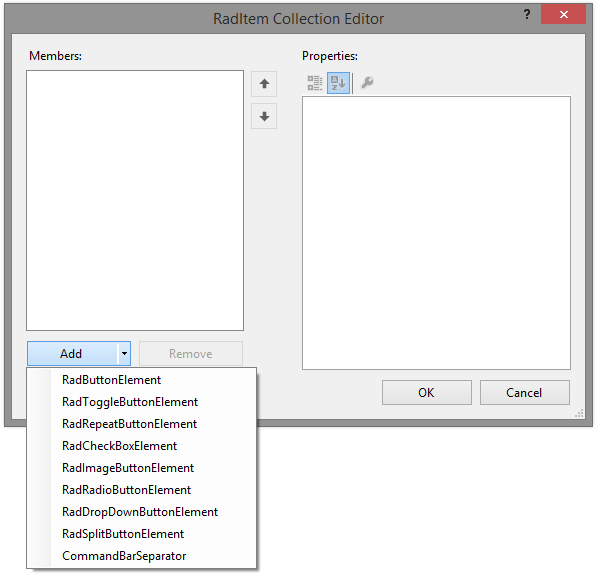 RadItem Collection Editor
?
Members:
Properties:
A
Z
Add
Remove
OK
Cancel
RadButtonElement
RadToggleButtonElement
RadRepeatButtonElement
RadCheckBoxElement
RadImageButtonElement
RadRadioButtonElement
RadDropDownButtonElement
RadSplitButtonElement
CommandBarSeparator